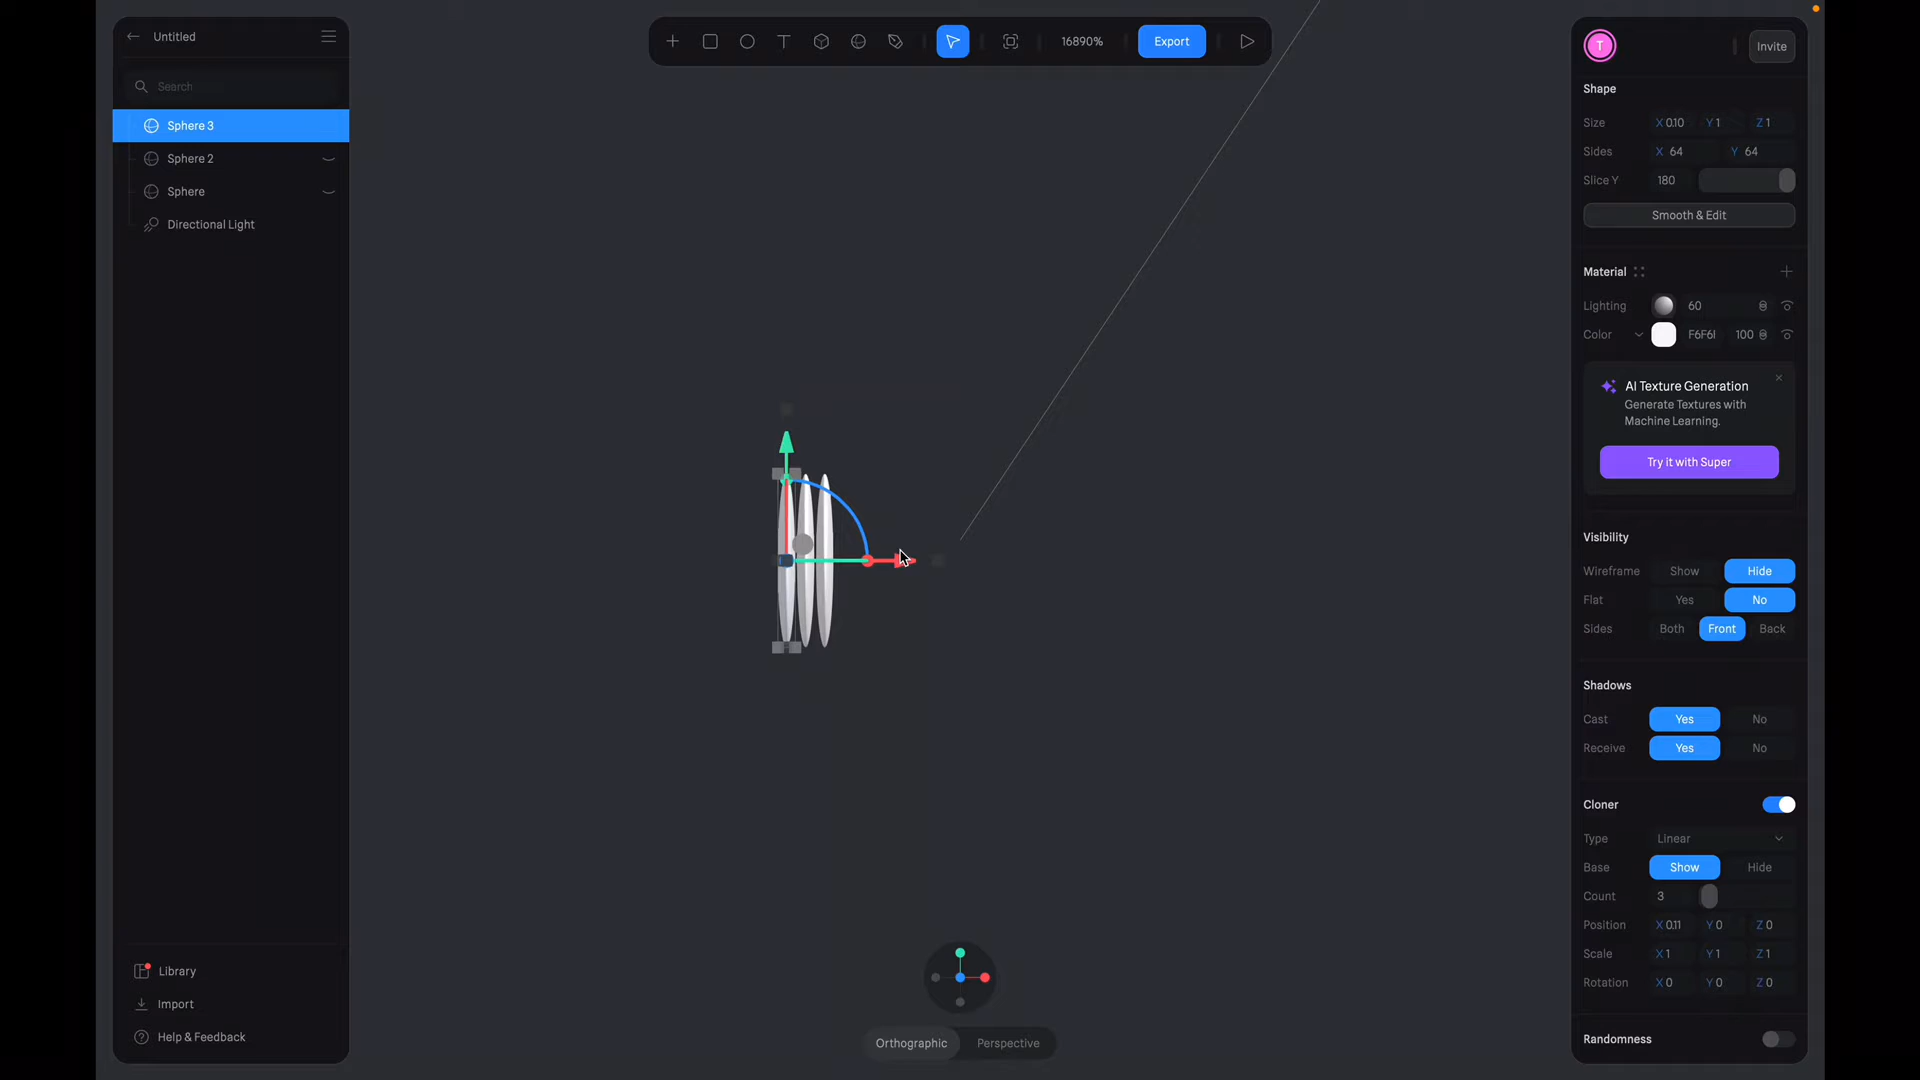 Untitled
Search
Sphere 3
Sphere 2
Sphere
Directional Light
Library
Import
Help & Feedback
16890%
Export
Orthographic
Perspective
T
Invite
Shape
Size X 0.10 Y 1 Z 1
Sides X 64 Y 64
Slice Y 180
Smooth & Edit
Material
Lighting 60
Color F6F6I 100
AI Texture Generation
Generate Textures with
Machine Learning.
Try it with Super
Visibility
Wireframe Show Hide
Flat Yes No
Sides Both Front Back
Shadows
Cast Yes No
Receive Yes No
Cloner
Type Linear
Base Show Hide
Count 3
Position X 0.11 Y 0 Z 0
Scale X 1 Y 1 Z 1
Rotation X 0 Y 0 Z 0
Randomness